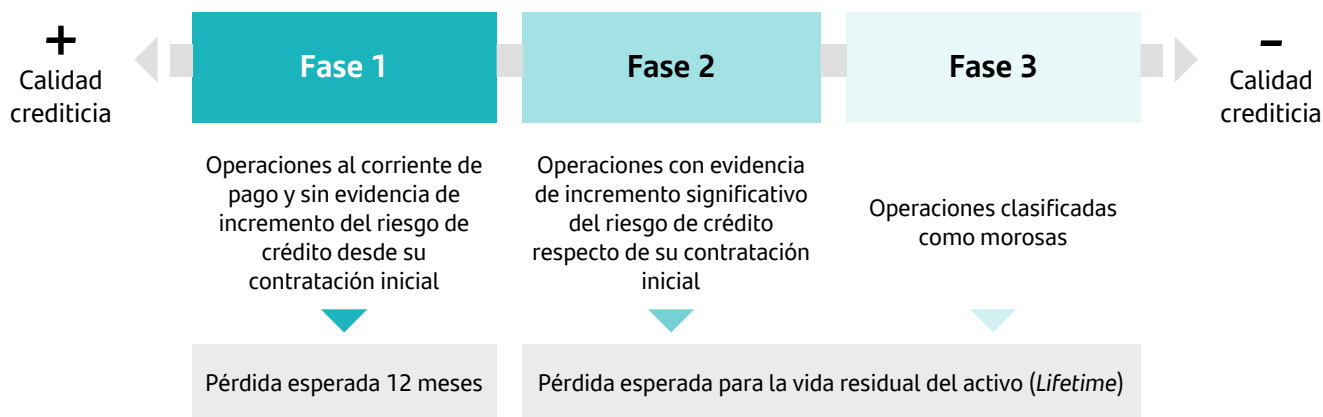 +
Calidad
crediticia
Fase 1
Fase 2
Fase 3
–
Calidad
crediticia
Operaciones al corriente de
pago y sin evidencia de
incremento del riesgo de
crédito desde su
contratación inicial
Operaciones con evidencia
de incremento significativo
del riesgo de crédito
respecto de su contratación
inicial
Operaciones clasificadas
como morosas
Pérdida esperada 12 meses
Pérdida esperada para la vida residual del activo (Lifetime)